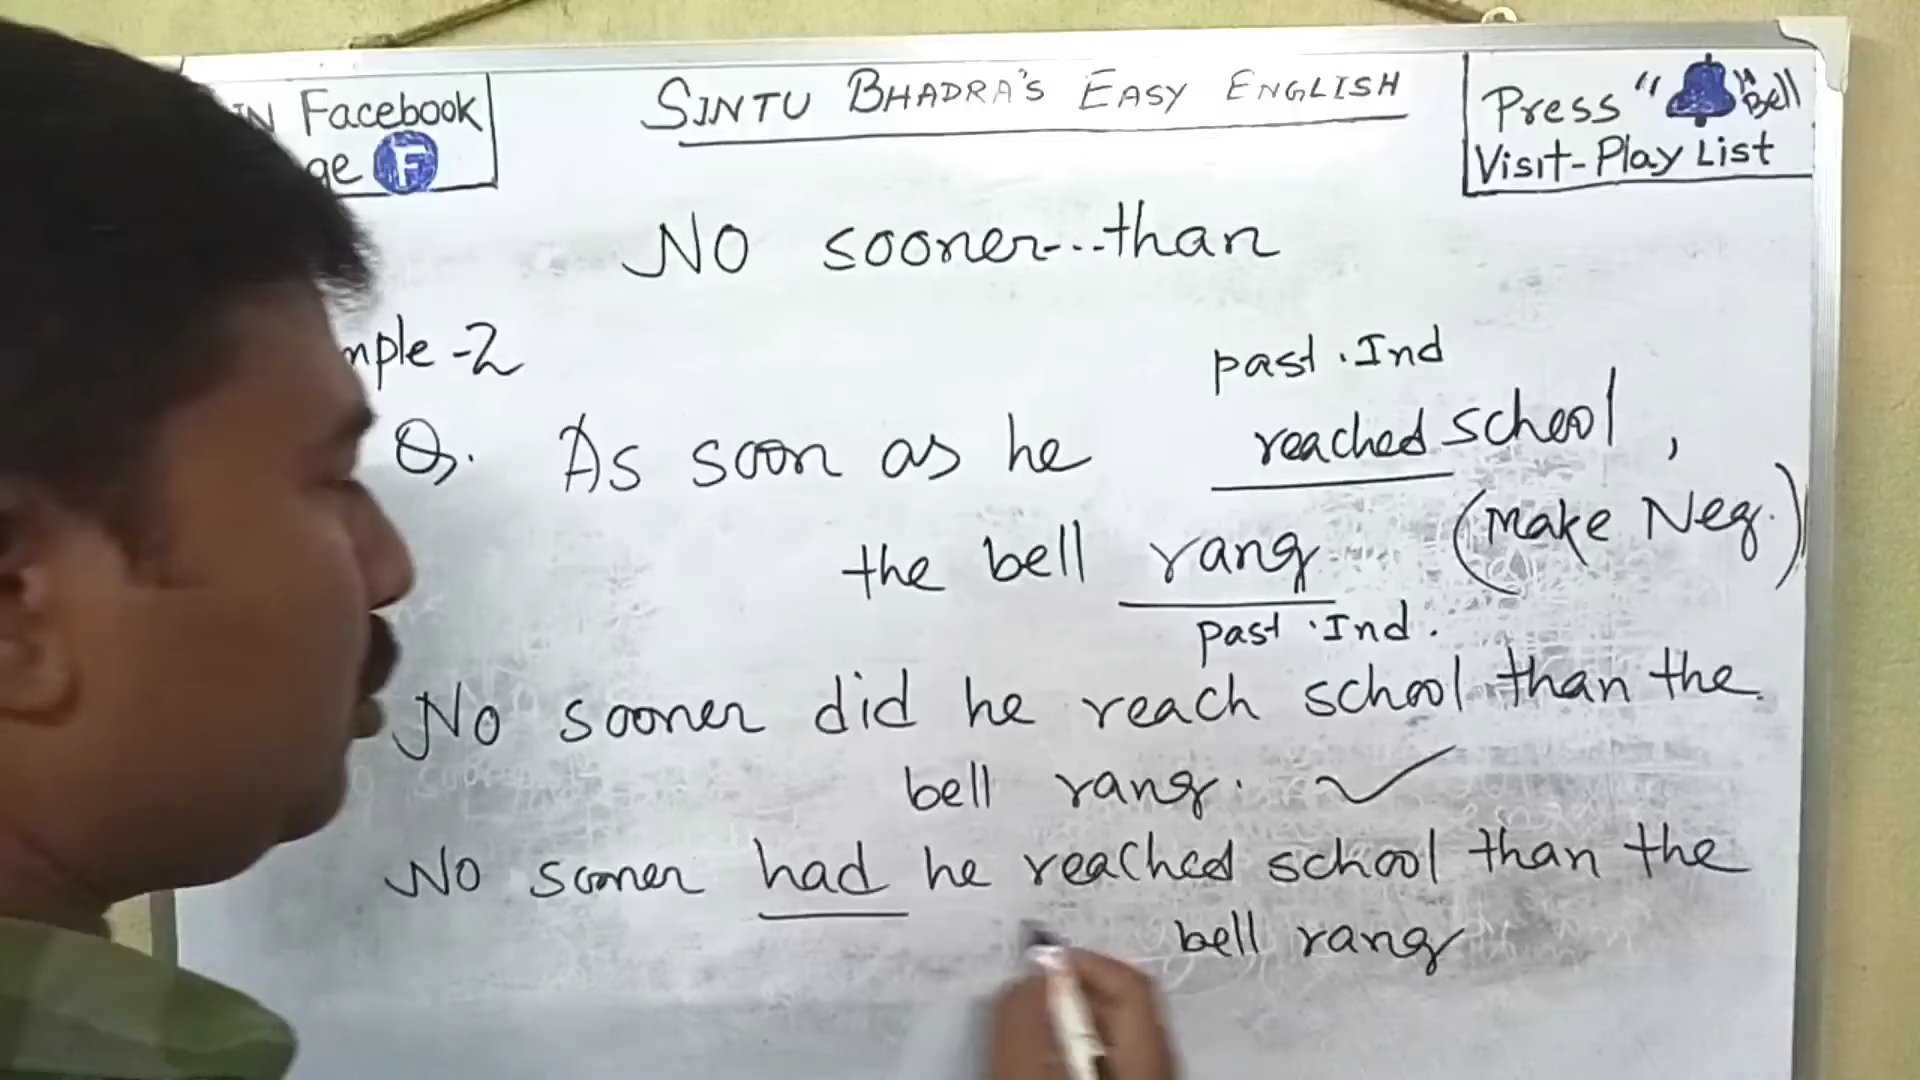 IN Facebook
ge F
SINTU BHADRA'S EASY ENGLISH
Press " " Bell
Visit-Play List
No sooner...than
mple-2
past. Ind
Q. As soon as he reached school,
the bell rang (Make Neg.)
past. Ind.
No sooner did he reach school than the
bell rang. ✓
No sooner had he reached school than the
bell rang